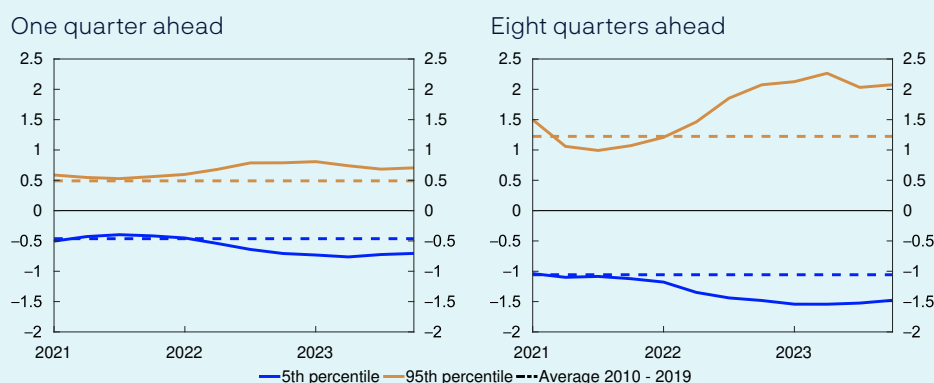 One quarter ahead
Eight quarters ahead
2.5 2.5 2.5 2.5
2 2 2 2
1.5 1.5 1.5 1.5
1 1 1 1
0.5 0.5 0.5 0.5
0 0 0 0
−0.5 −0.5 −0.5 −0.5
−1 −1 −1 −1
−1.5 −1.5 −1.5 −1.5
−2 −2 −2 −2
2021 2022 2023 2021 2022 2023
5th percentile 95th percentile Average 2010 - 2019